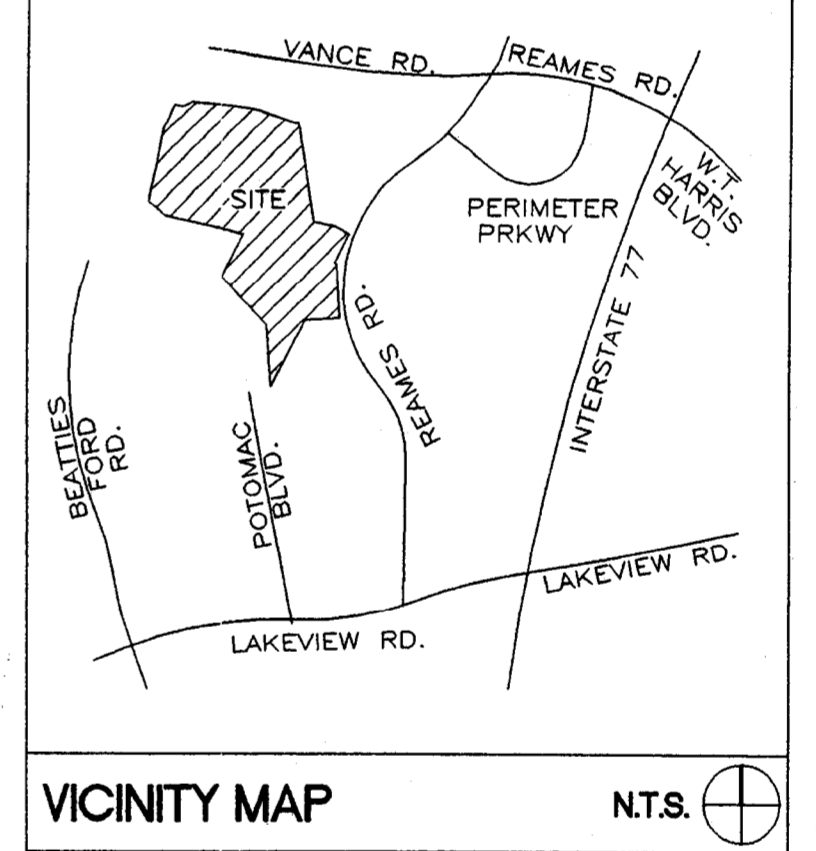 VANCE RD.
REAMES RD.
W.T.
HARRIS
BLVD.
SITE
PERIMETER
PRKWY
INTERSTATE 77
REAMES RD.
BEATTIES
FORD
RD.
POTOMAC
BLVD.
LAKEVIEW RD.
LAKEVIEW RD.
VICINITY MAP
N.T.S.